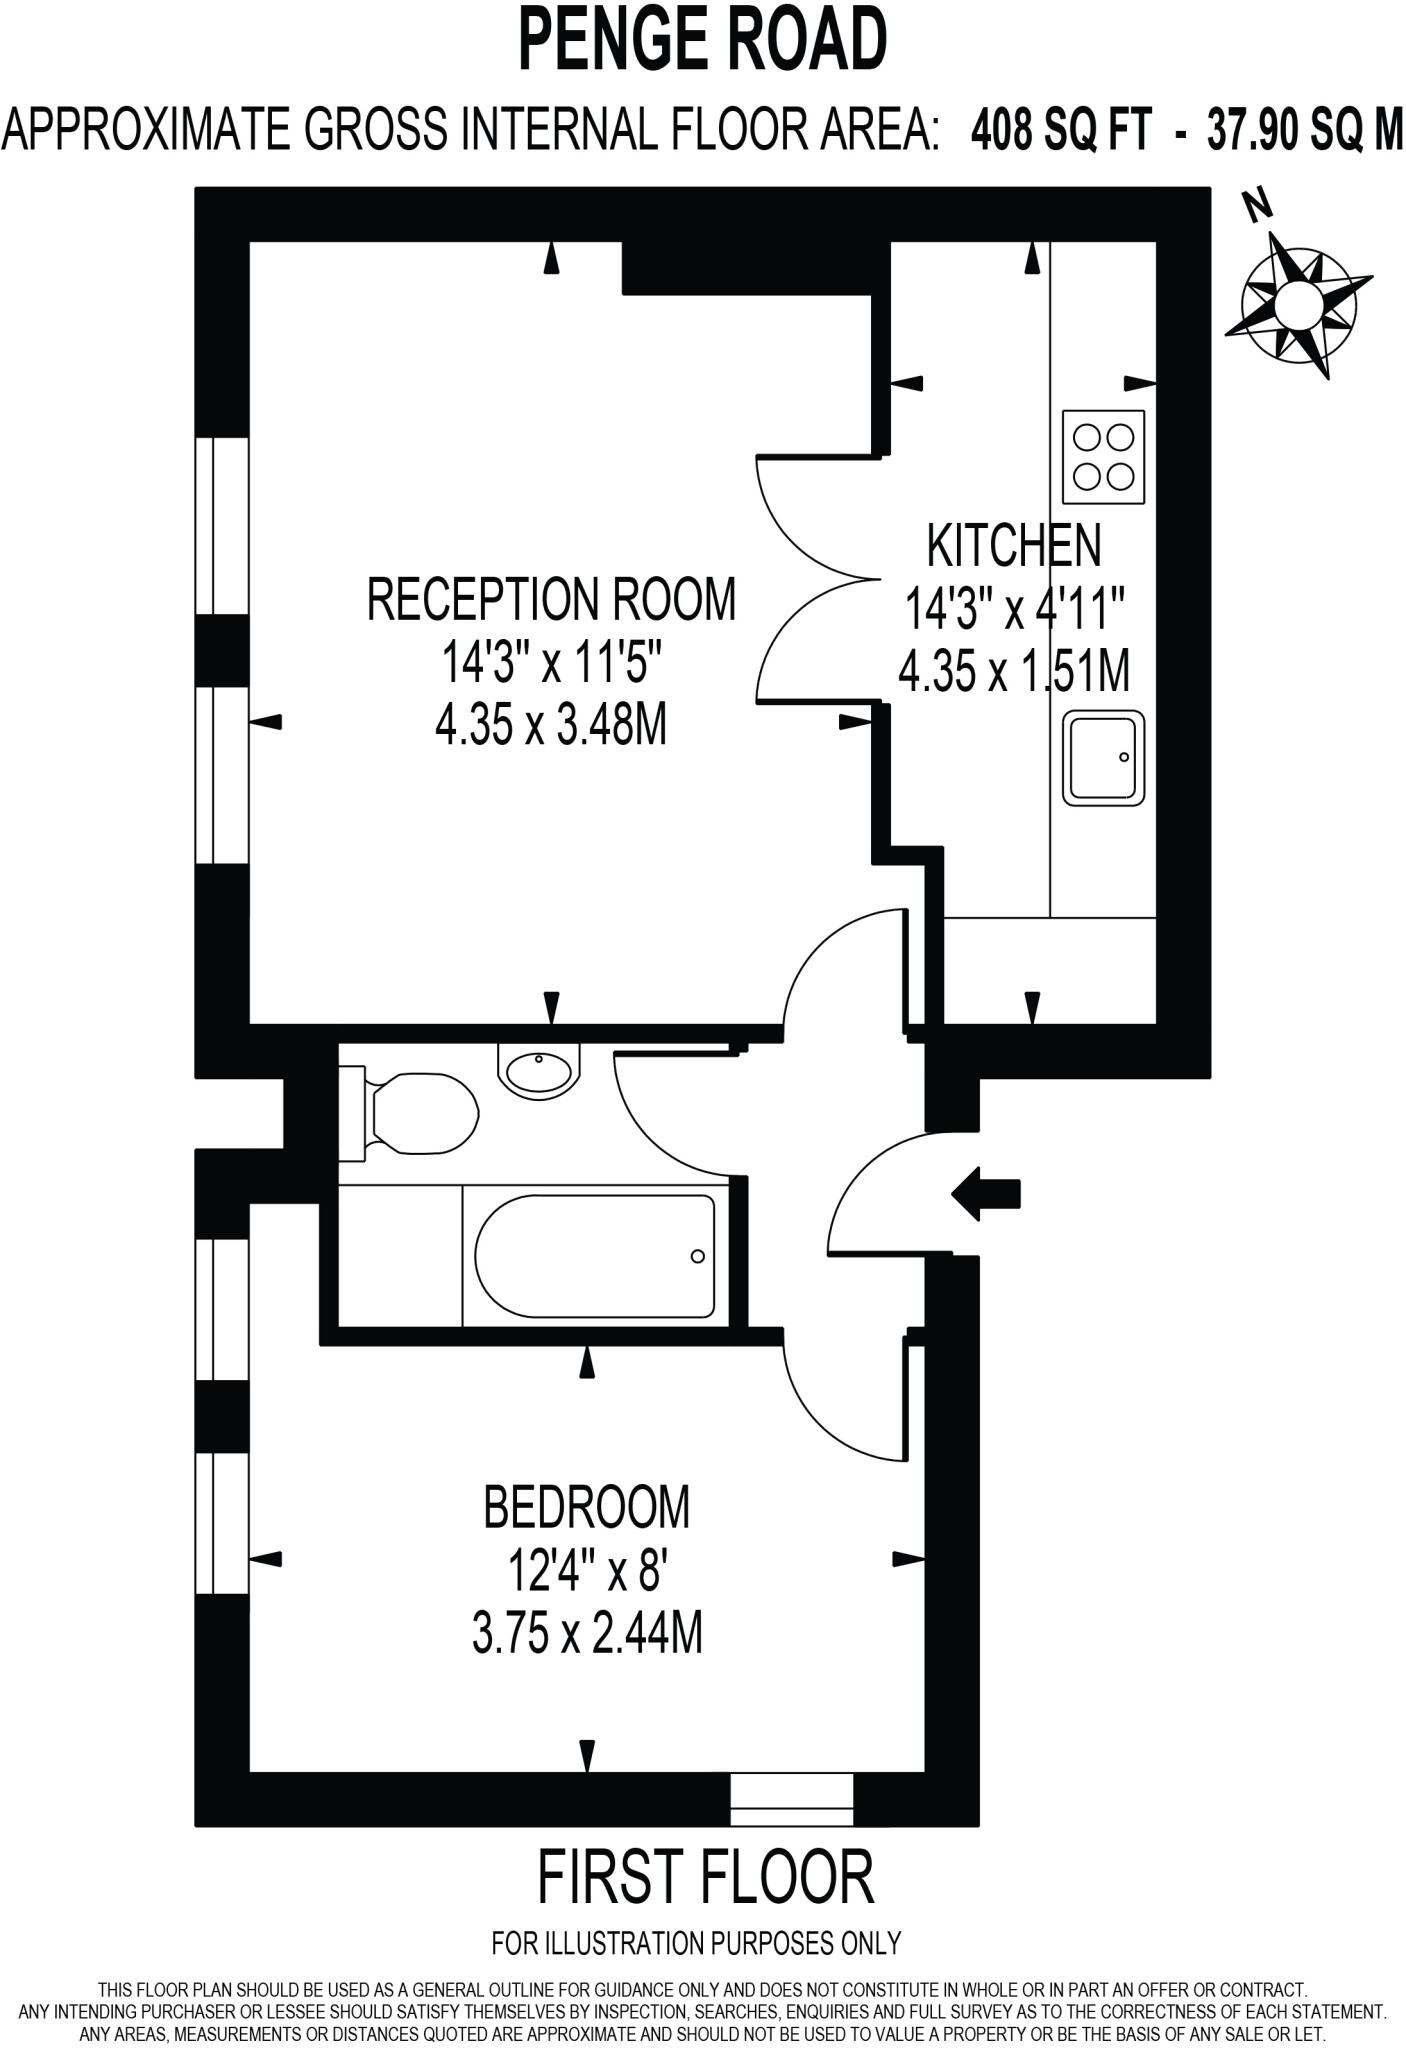 PENGE ROAD
APPROXIMATE GROSS INTERNAL FLOOR AREA: 408 SQ FT - 37.90 SQ M
N
KITCHEN
14'3" x 4'11"
4.35 x 1.51M
RECEPTION ROOM
14'3" x 11'5"
4.35 x 3.48M
BEDROOM
12'4" x 8'
3.75 x 2.44M
FIRST FLOOR
FOR ILLUSTRATION PURPOSES ONLY
THIS FLOOR PLAN SHOULD BE USED AS A GENERAL OUTLINE FOR GUIDANCE ONLY AND DOES NOT CONSTITUTE IN WHOLE OR IN PART AN OFFER OR CONTRACT.
ANY INTENDING PURCHASER OR LESSEE SHOULD SATISFY THEMSELVES BY INSPECTION, SEARCHES, ENQUIRIES AND FULL SURVEY AS TO THE CORRECTNESS OF EACH STATEMENT.
ANY AREAS, MEASUREMENTS OR DISTANCES QUOTED ARE APPROXIMATE AND SHOULD NOT BE USED TO VALUE A PROPERTY OR BE THE BASIS OF ANY SALE OR LET.